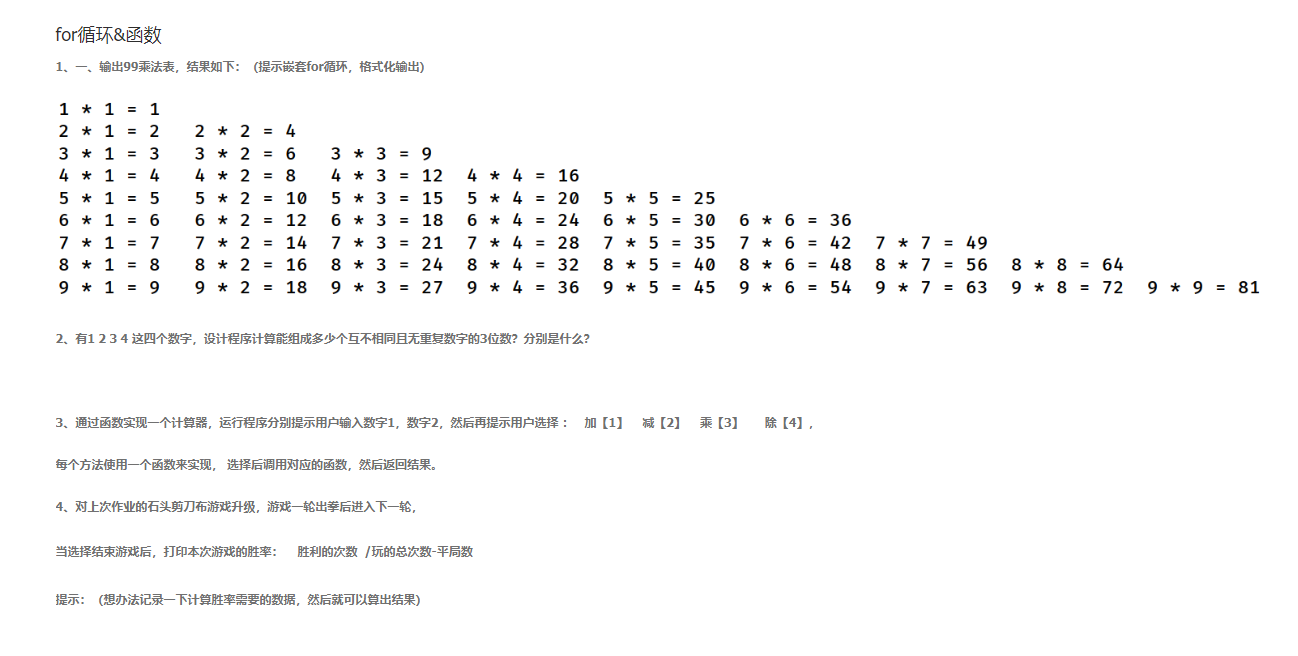 for循环&函数
1、一、输出99乘法表，结果如下： (提示嵌套for循环，格式化输出)
1 * 1 = 1
2 * 1 = 2   2 * 2 = 4
3 * 1 = 3   3 * 2 = 6   3 * 3 = 9
4 * 1 = 4   4 * 2 = 8   4 * 3 = 12  4 * 4 = 16
5 * 1 = 5   5 * 2 = 10  5 * 3 = 15  5 * 4 = 20  5 * 5 = 25
6 * 1 = 6   6 * 2 = 12  6 * 3 = 18  6 * 4 = 24  6 * 5 = 30  6 * 6 = 36
7 * 1 = 7   7 * 2 = 14  7 * 3 = 21  7 * 4 = 28  7 * 5 = 35  7 * 6 = 42  7 * 7 = 49
8 * 1 = 8   8 * 2 = 16  8 * 3 = 24  8 * 4 = 32  8 * 5 = 40  8 * 6 = 48  8 * 7 = 56  8 * 8 = 64
9 * 1 = 9   9 * 2 = 18  9 * 3 = 27  9 * 4 = 36  9 * 5 = 45  9 * 6 = 54  9 * 7 = 63  9 * 8 = 72  9 * 9 = 81
2、有1 2 3 4 这四个数字，设计程序计算能组成多少个互不相同且无重复数字的3位数？分别是什么？
3、通过函数实现一个计算器，运行程序分别提示用户输入数字1，数字2，然后再提示用户选择 ： 加【1】 减【2】 乘【3】 除【4】，
每个方法使用一个函数来实现， 选择后调用对应的函数，然后返回结果。
4、对上次作业的石头剪刀布游戏升级，游戏一轮出拳后进入下一轮，
当选择结束游戏后，打印本次游戏的胜率： 胜利的次数 /玩的总次数-平局数
提示： (想办法记录一下计算胜率需要的数据，然后就可以算出结果)